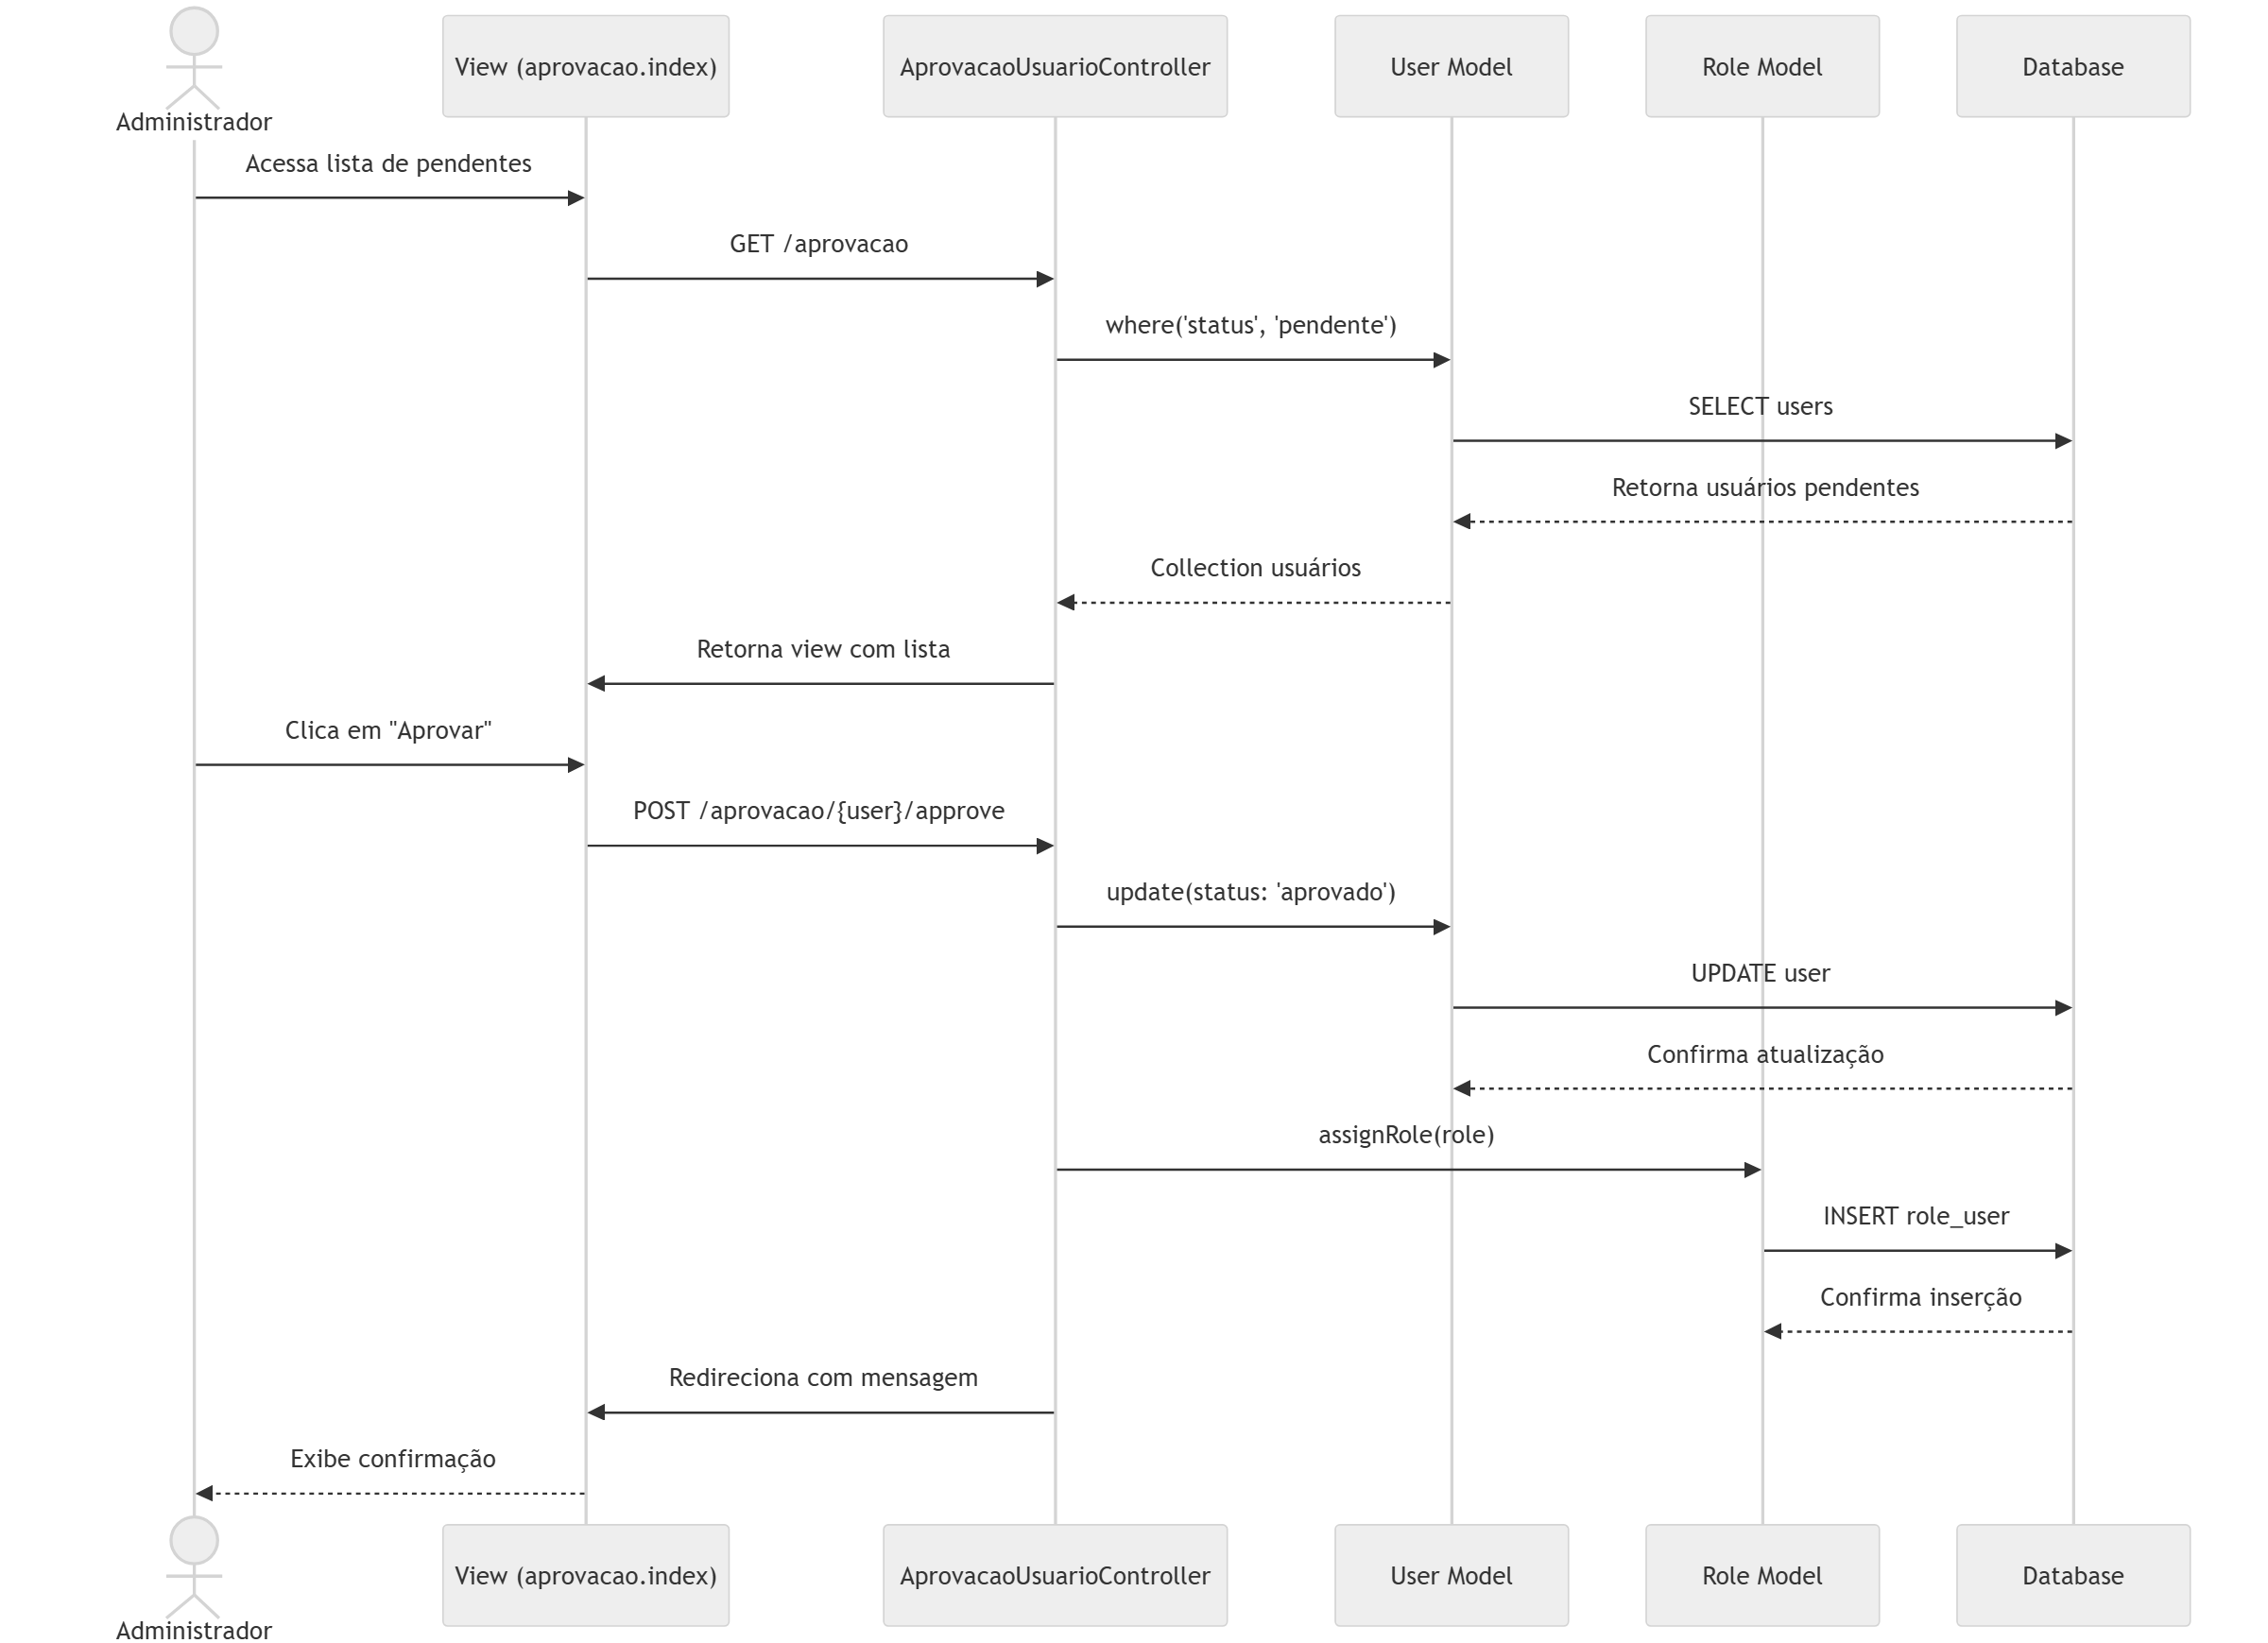 View (aprovacao.index)
AprovacaoUsuarioController
User Model
Role Model
Database
Administrador
Acessa lista de pendentes
GET /aprovacao
where('status', 'pendente')
SELECT users
Retorna usuários pendentes
Collection usuários
Retorna view com lista
Clica em "Aprovar"
POST /aprovacao/{user}/approve
update(status: 'aprovado')
UPDATE user
Confirma atualização
assignRole(role)
INSERT role_user
Confirma inserção
Redireciona com mensagem
Exibe confirmação
View (aprovacao.index)
AprovacaoUsuarioController
User Model
Role Model
Database
Administrador